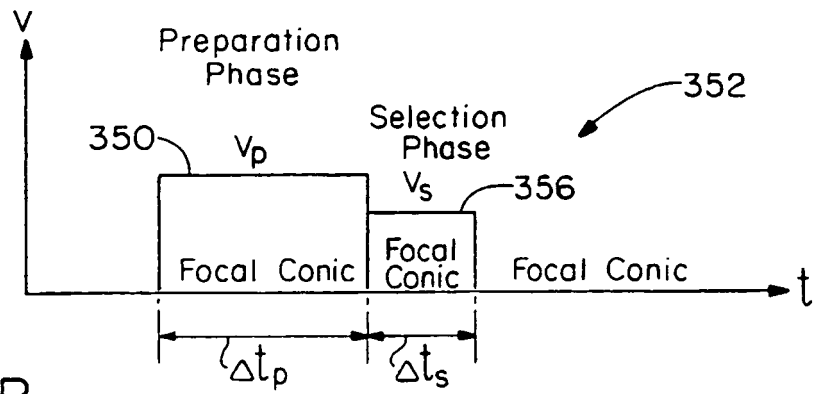 V
Preparation
Phase
352
350
Vp
Selection
Phase
Vs
356
Focal Conic
Focal
Conic
Focal Conic
t
Δtp
Δts